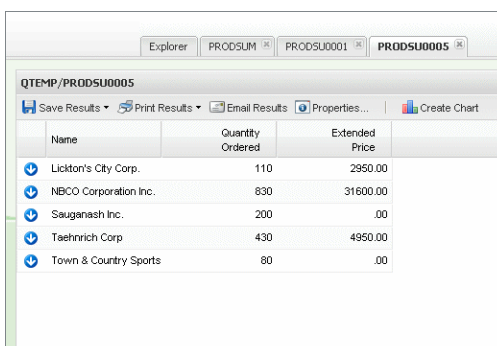 Explorer PRODSUM PRODSU0001 PRODSU0005
QTEMP/PRODSU0005
Save Results Print Results Email Results Properties... Create Chart
Name Quantity Ordered Extended Price
Lickton's City Corp. 110 2950.00
NBCO Corporation Inc. 830 31600.00
Sauganash Inc. 200 .00
Taehnrich Corp 430 4950.00
Town & Country Sports 80 .00